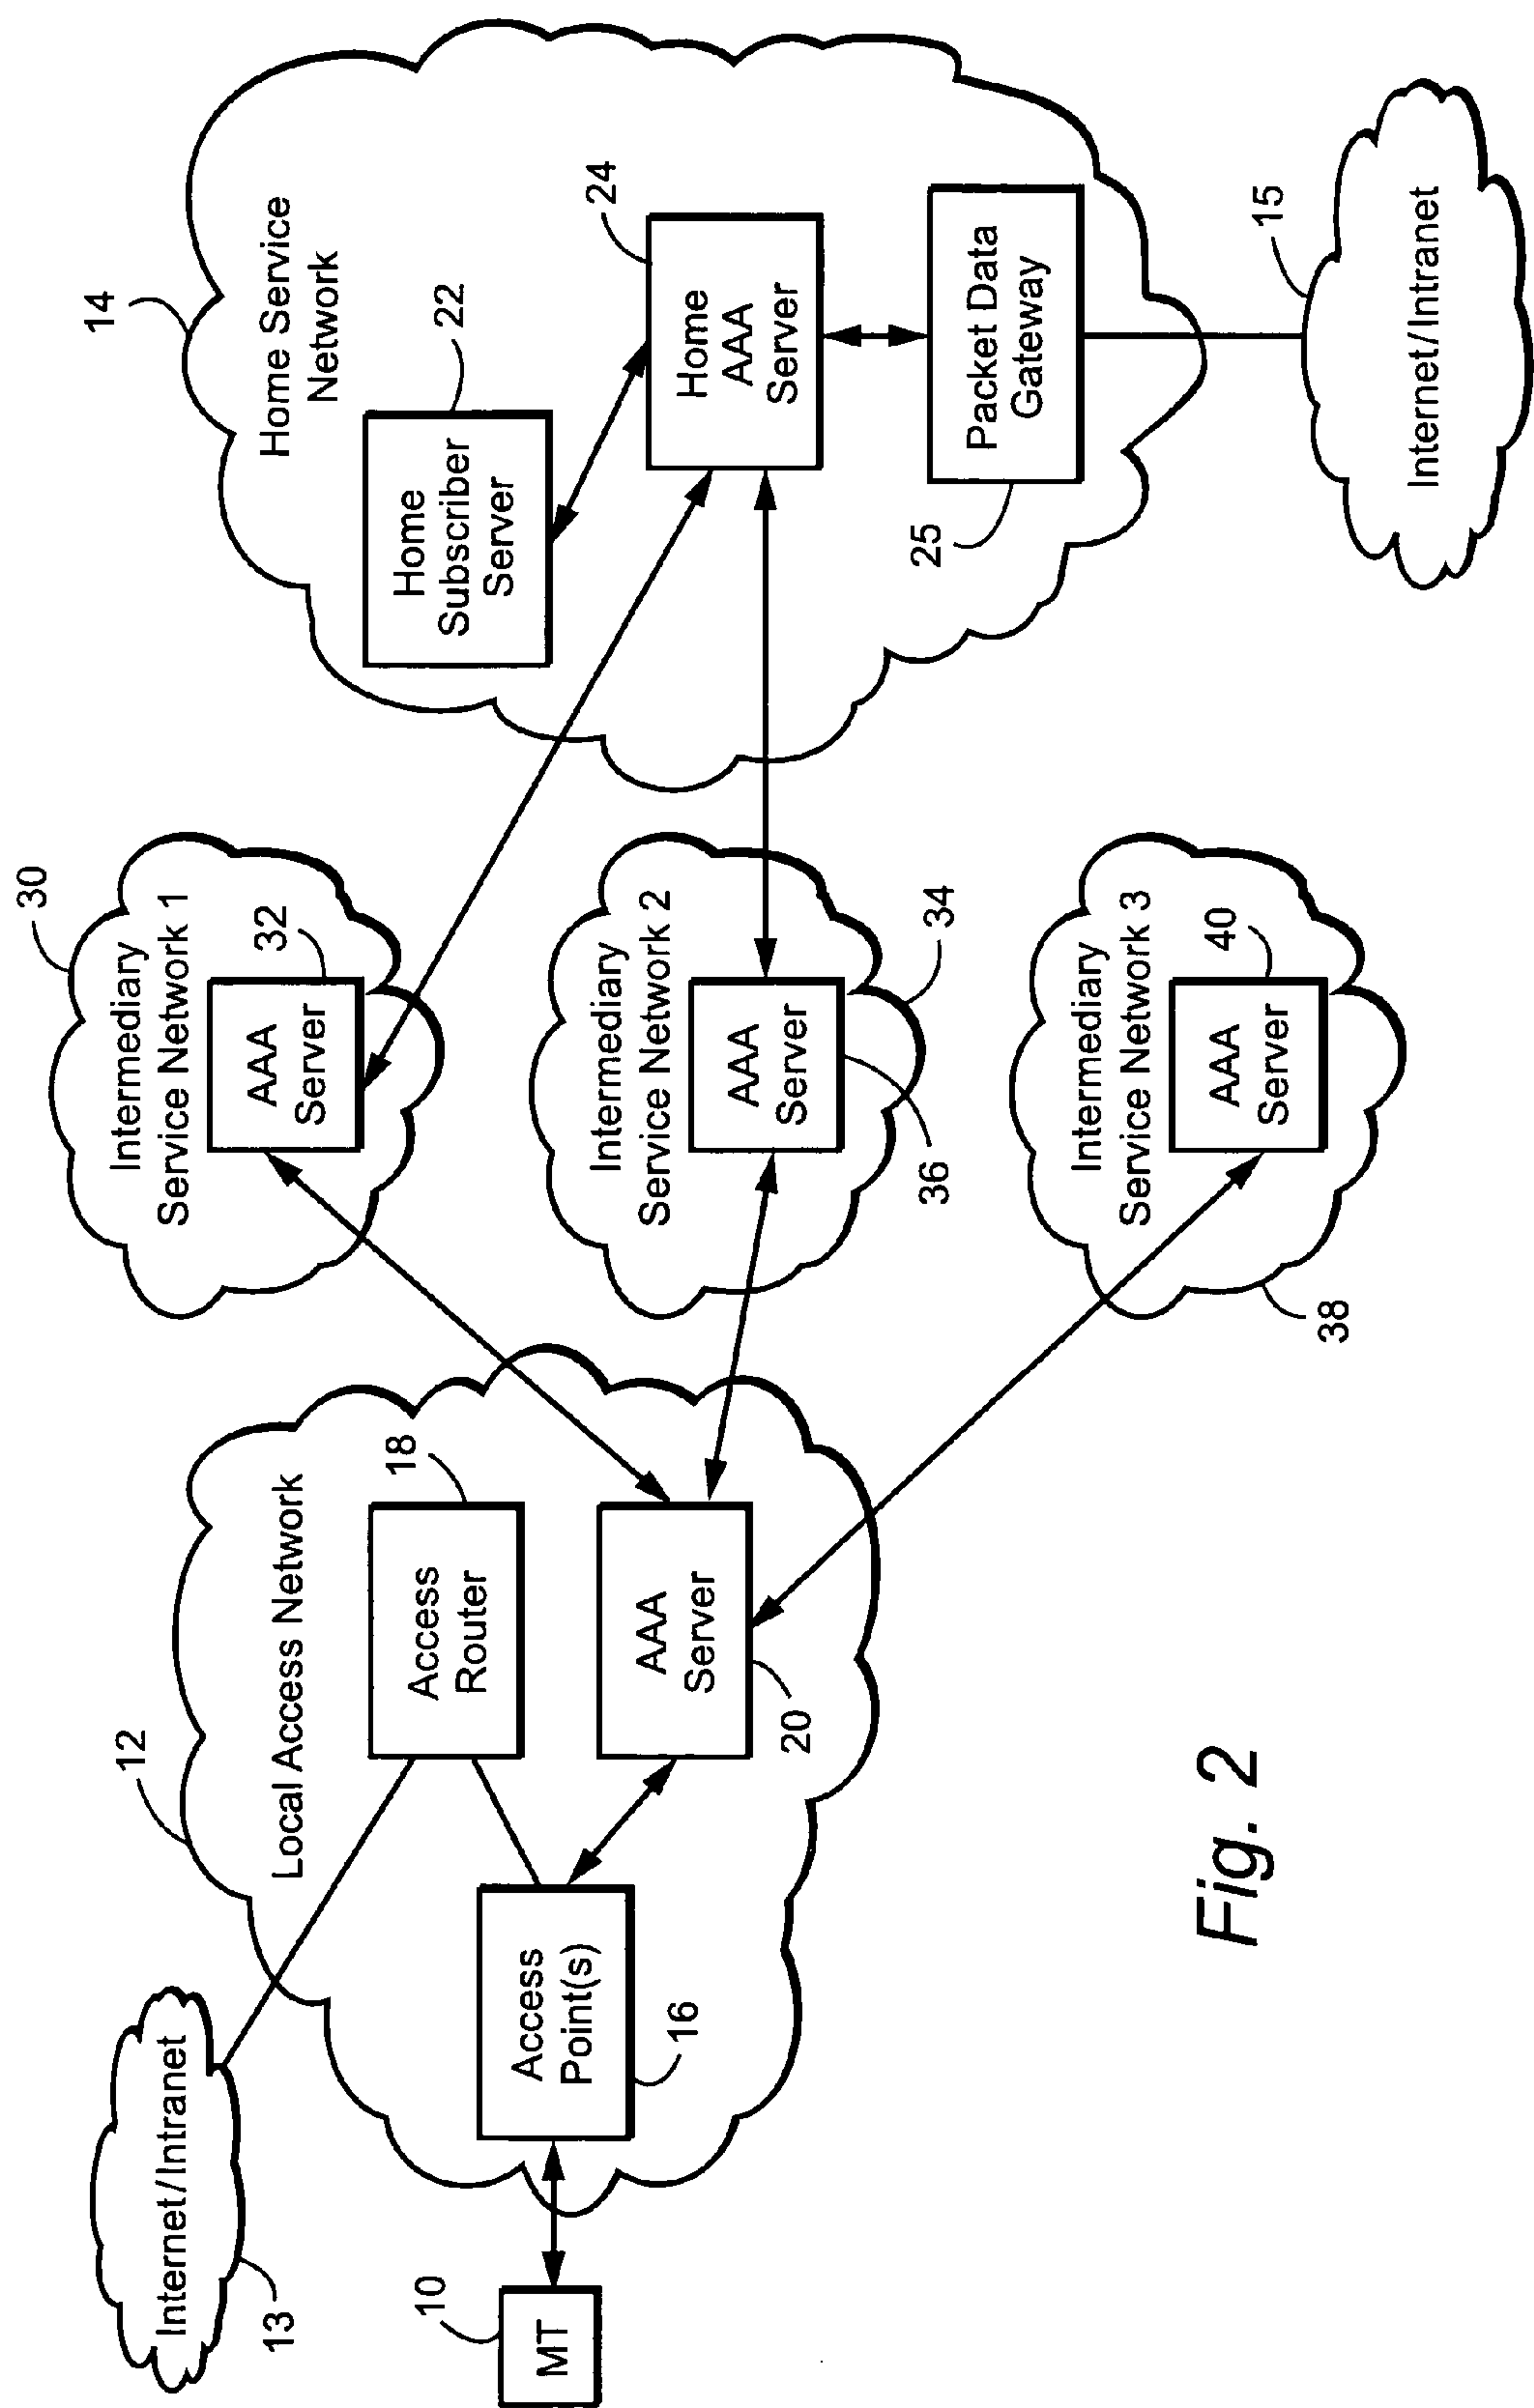 Internet/Intranet
13
10
MT
12
Local Access Network
Access
Point(s)
16
Access
Router
18
AAA
Server
20
30
Intermediary
Service Network 1
AAA
Server
32
Intermediary
Service Network 2
AAA
Server
36
34
Intermediary
Service Network 3
AAA
Server
40
38
14
Home Service
Network
Home
Subscriber
Server
22
Home
AAA
Server
24
Packet Data
Gateway
25
15
Internet/Intranet
Fig. 2